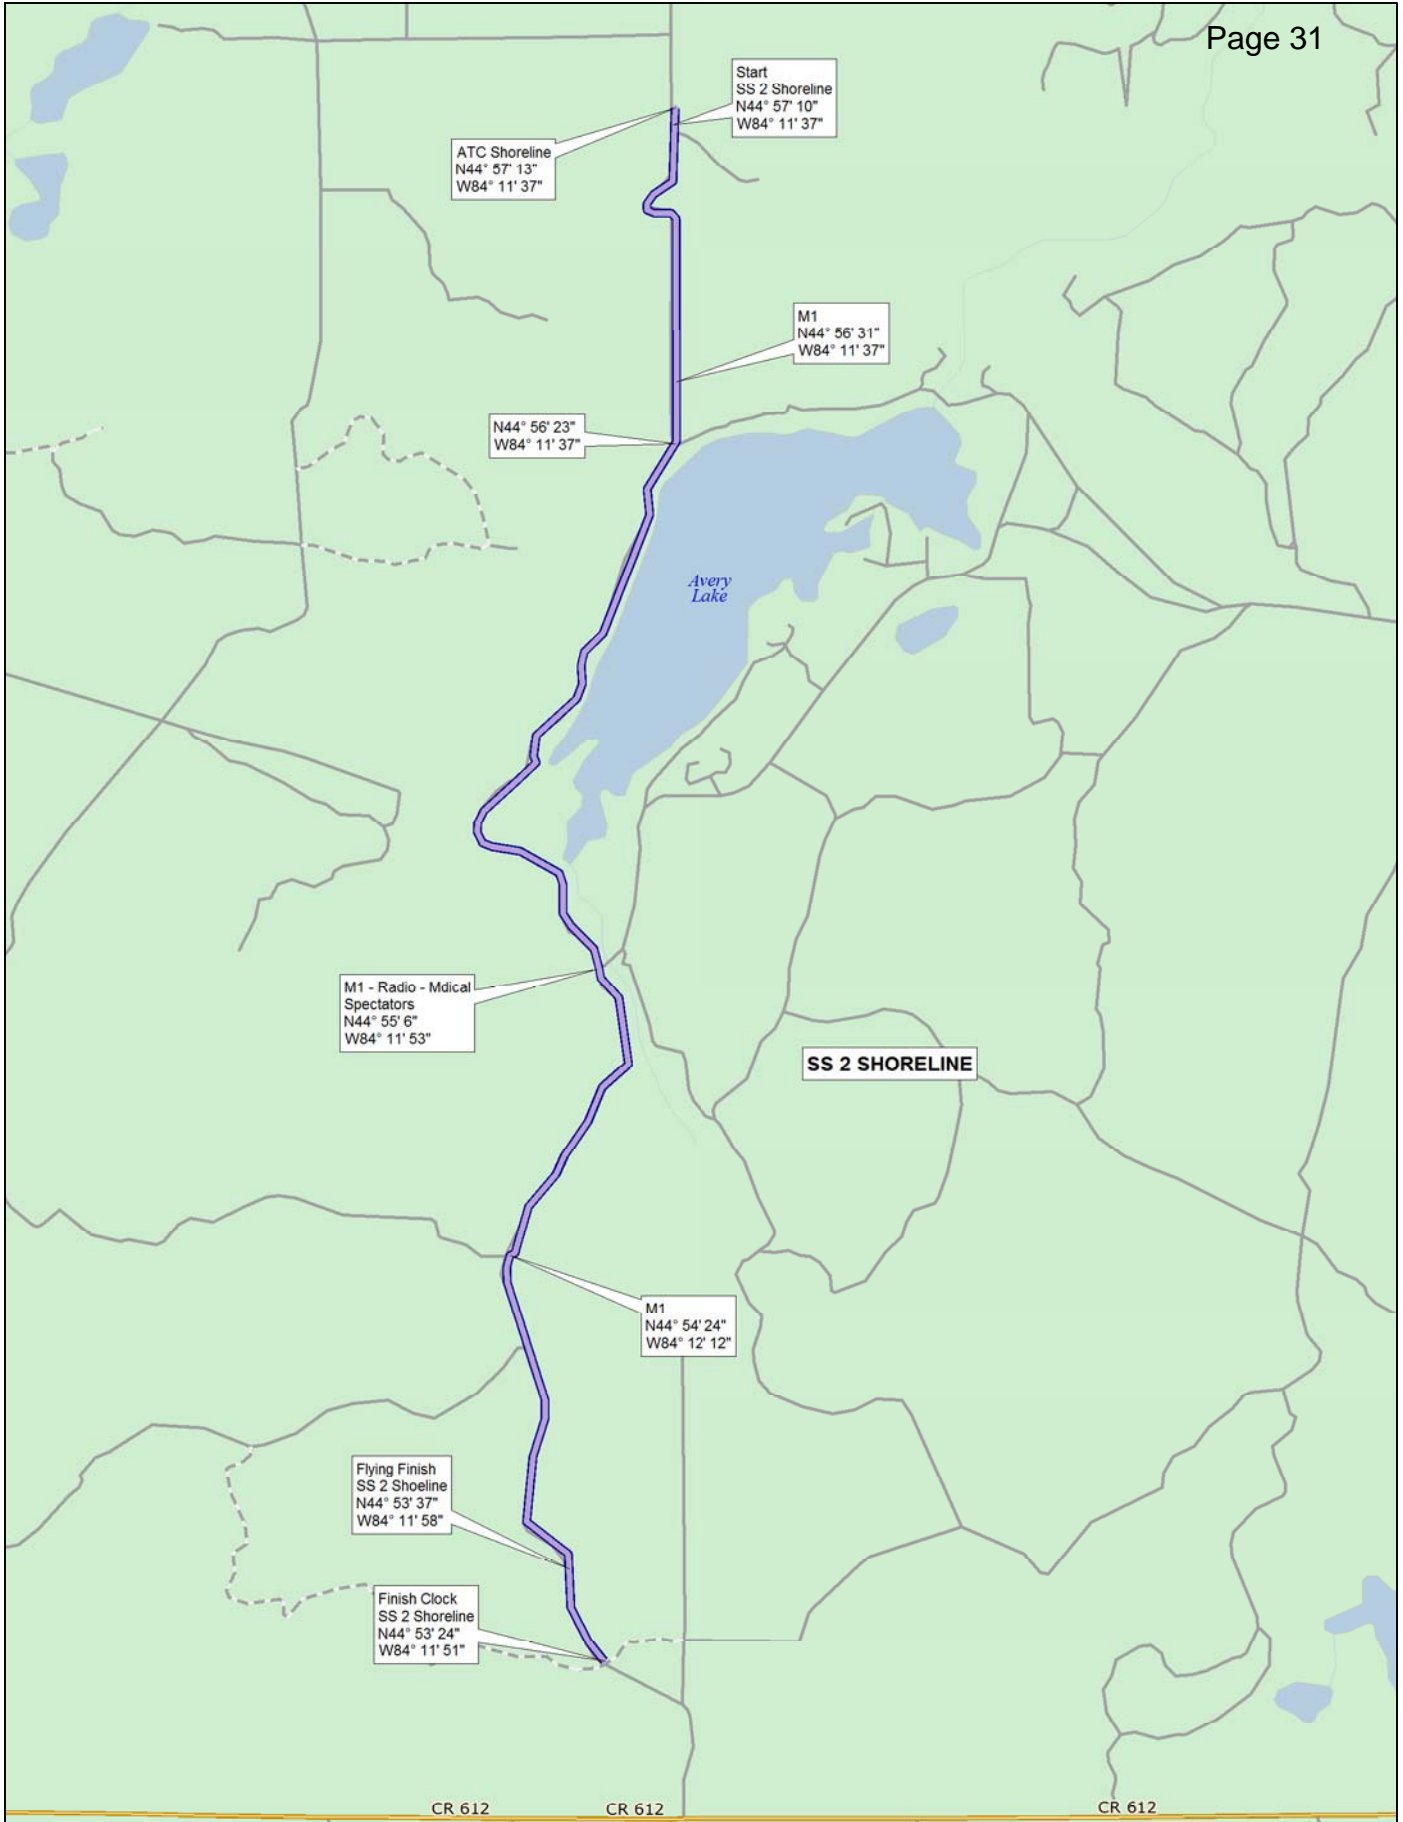 Page 31
Start
SS 2 Shoreline
N44° 57' 10"
W84° 11' 37"
ATC Shoreline
N44° 57' 13"
W84° 11' 37"
M1
N44° 56' 31"
W84° 11' 37"
N44° 56' 23"
W84° 11' 37"
Avery
Lake
M1 - Radio - Mdical
Spectators
N44° 55' 6"
W84° 11' 53"
SS 2 SHORELINE
M1
N44° 54' 24"
W84° 12' 12"
Flying Finish
SS 2 Shoeline
N44° 53' 37"
W84° 11' 58"
Finish Clock
SS 2 Shoreline
N44° 53' 24"
W84° 11' 51"
CR 612 CR 612 CR 612